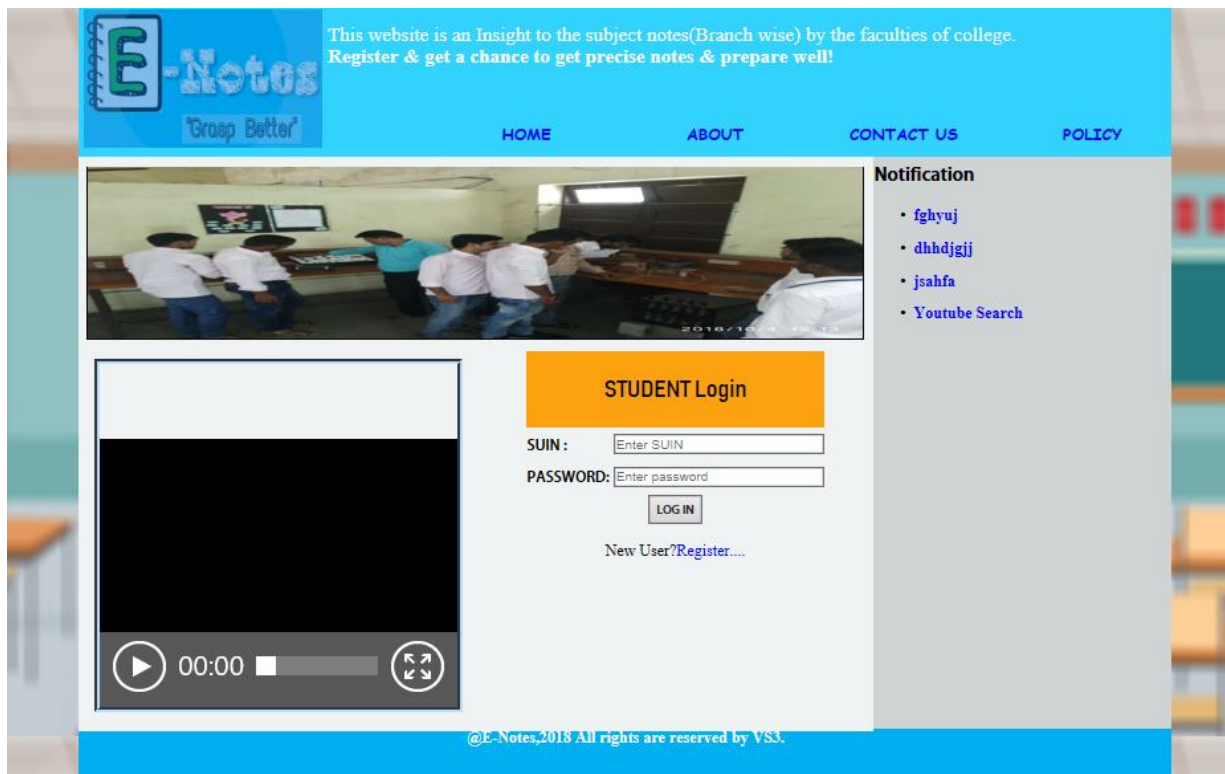 E-Notes
"Grasp Better"
This website is an Insight to the subject notes(Branch wise) by the faculties of college.
Register & get a chance to get precise notes & prepare well!
HOME ABOUT CONTACT US POLICY
Notification
• fghyuj
• dhhdjgjj
• jsahfa
• Youtube Search
2018/10/4
STUDENT Login
SUIN : Enter SUIN
PASSWORD: Enter password
LOG IN
New User?Register....
00:00
@E-Notes,2018 All rights are reserved by VS3.